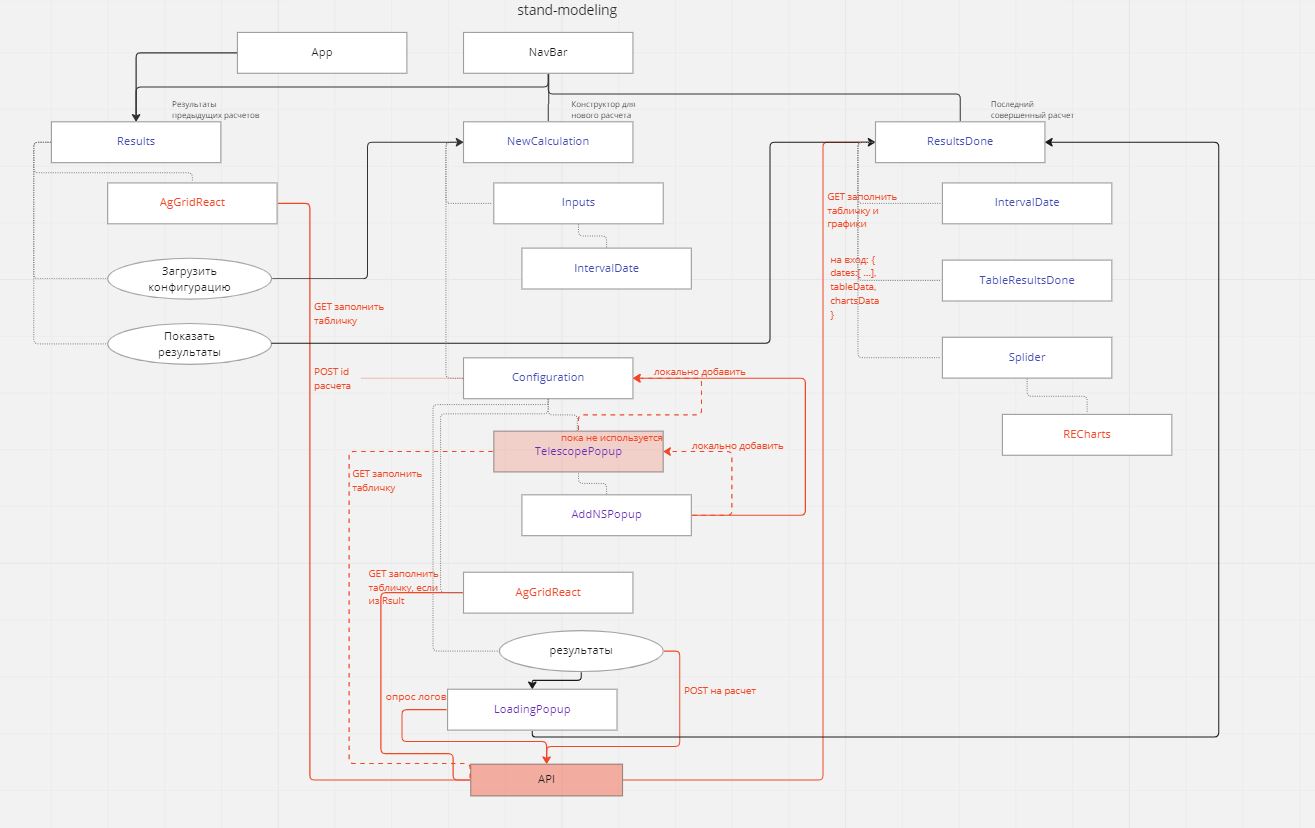 stand-modeling
App
NavBar
Результаты
предыдущих расчетов
Конструктор для
нового расчета
Последний
совершенный расчет
Results
NewCalculation
ResultsDone
AgGridReact
Inputs
GET заполнить
табличку и
графики
IntervalDate
Загрузить
конфигурацию
IntervalDate
на вход: {
dates:[ ...],
tableData,
chartsData
}
TableResultsDone
GET заполнить
табличку
Показать
результаты
Splider
POST id
расчета
Configuration
локально добавить
REСharts
пока не используется
TelescopePopup
локально добавить
GET заполнить
табличку
AddNSPopup
GET заполнить
табличку, если
из Rsult
AgGridReact
результаты
POST на расчет
опрос логов
LoadingPopup
API